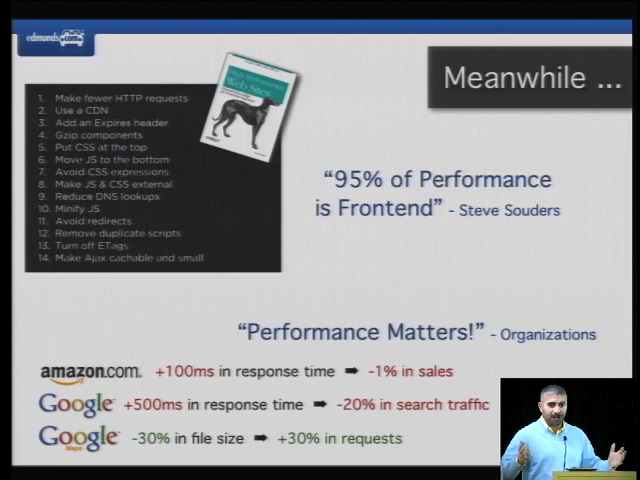 edmunds.com
Meanwhile ...
High Performance
Web Sites
1. Make fewer HTTP requests
2. Use a CDN
3. Add an Expires header
4. Gzip components
5. Put CSS at the top
6. Move JS to the bottom
7. Avoid CSS expressions
8. Make JS & CSS external
9. Reduce DNS lookups
10. Minify JS
11. Avoid redirects
12. Remove duplicate scripts
13. Turn off ETags
14. Make Ajax cachable and small
“95% of Performance
is Frontend” - Steve Souders
“Performance Matters!” - Organizations
amazon.com. +100ms in response time ➡ -1% in sales
Google +500ms in response time ➡ -20% in search traffic
Google Maps -30% in file size ➡ +30% in requests